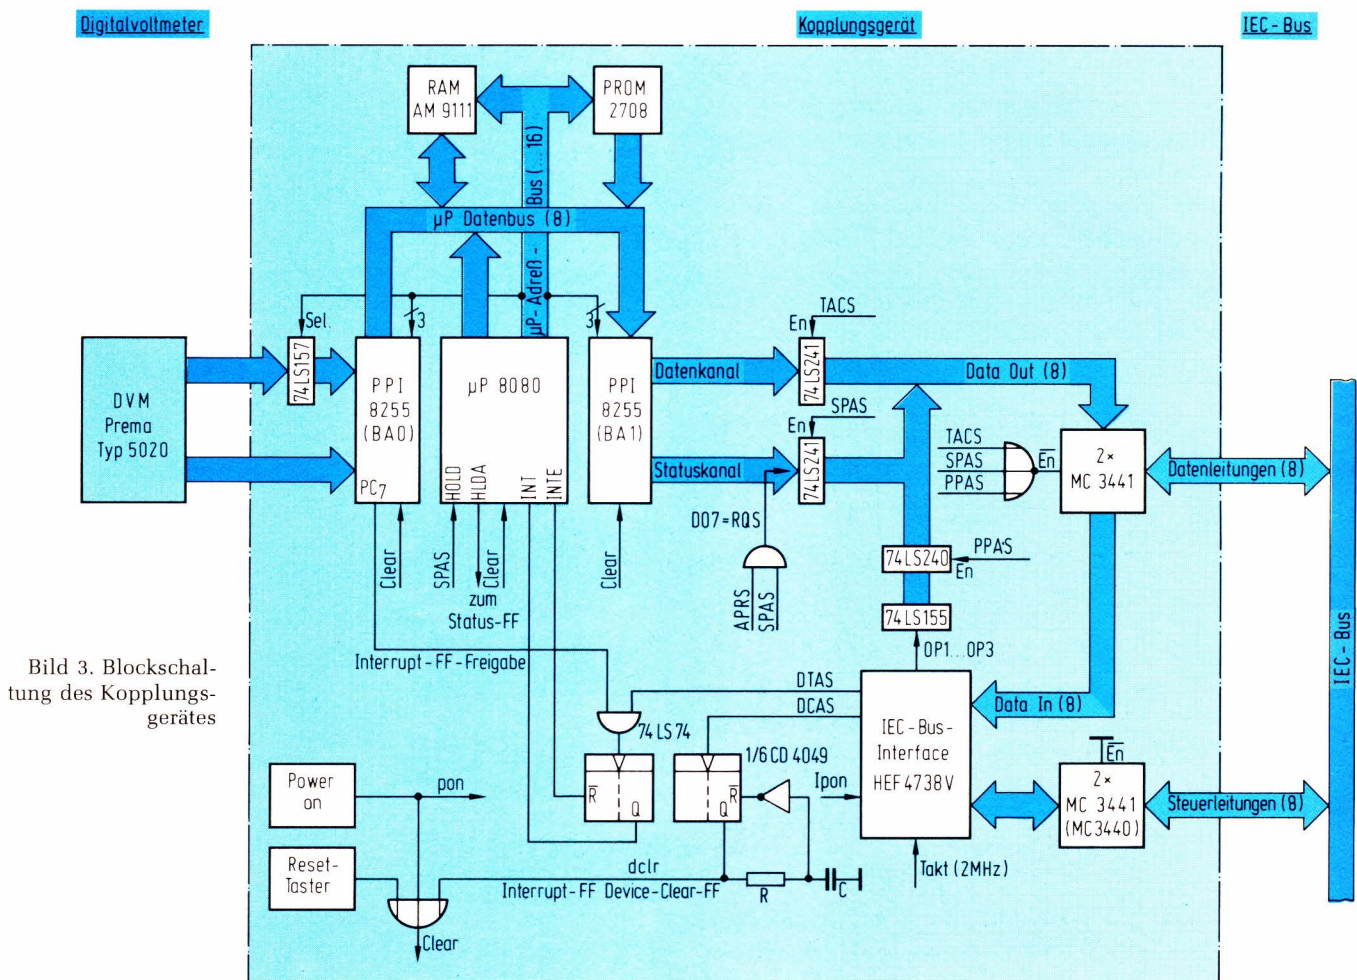 Digitalvoltmeter
Kopplungsgerät
IEC-Bus
RAM
AM 9111
PROM
2708
µP-Adreß-Bus (...16)
µP Datenbus (8)
Sel.
3
3
TACS
En
74LS157
74LS241
DVM
Prema
Typ 5020
PPI
8255
(BA0)
PC7
µP 8080
HOLD
HLDA
INT
INTE
PPI
8255
(BA1)
Datenkanal
Data Out (8)
SPAS
En
Statuskanal
74LS241
TACS
SPAS
PPAS
En
2×
MC 3441
Datenleitungen (8)
D07=RQS
Clear
SPAS
Clear
Clear
zum
Status-FF
APRS
SPAS
74LS240
PPAS
En
74LS155
OP1...OP3
IEC-Bus
Interrupt-FF-Freigabe
Bild 3. Blockschal-
tung des Kopplungs-
gerätes
DTAS
DCAS
74LS74
1/6 CD 4049
IEC-Bus-
Interface
HEF4738V
Data In (8)
En
Power
on
pon
R
Q
R
Q
Ipon
2×
MC 3441
(MC3440)
Steuerleitungen (8)
Reset-
Taster
dclr
Interrupt-FF Device-Clear-FF
R
C
Takt (2MHz)
Clear